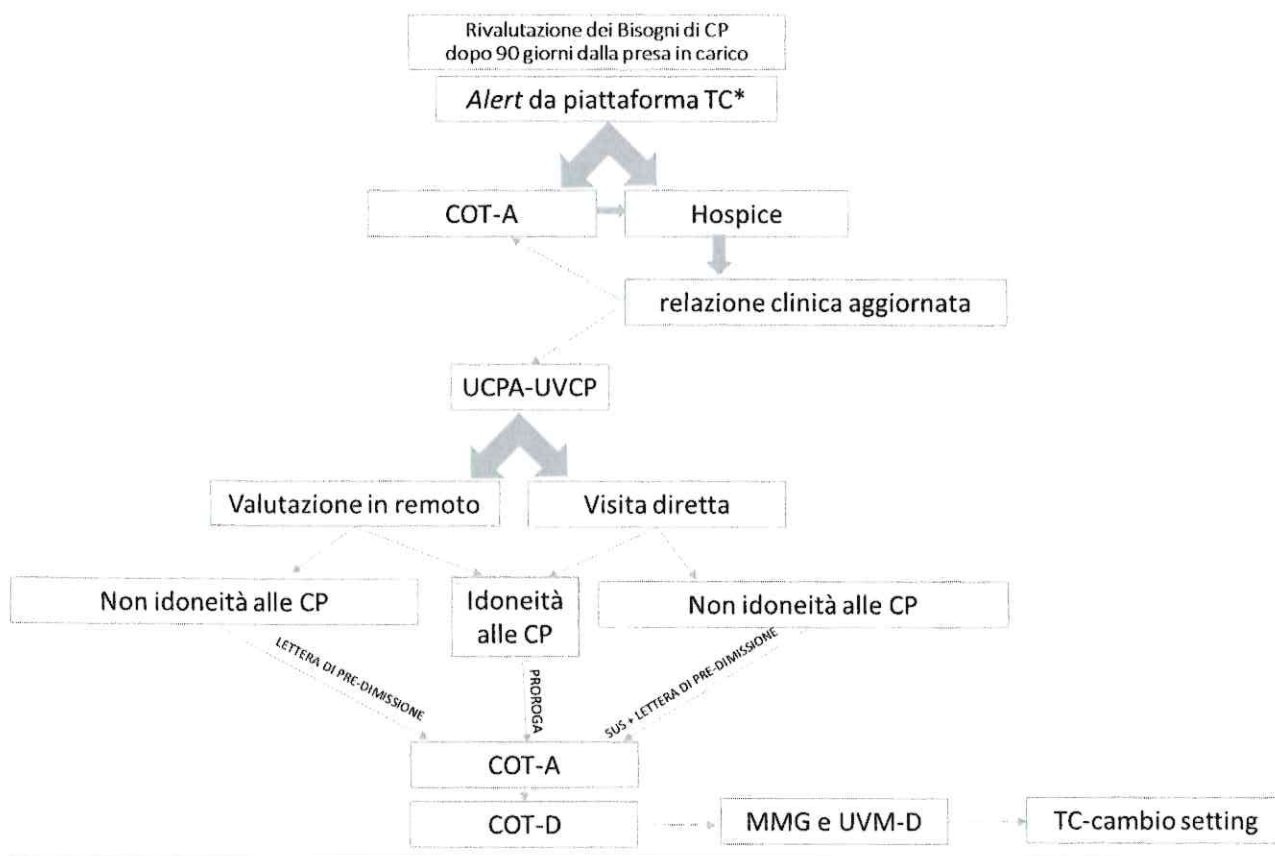 Rivalutazione dei Bisogni di CP
dopo 90 giorni dalla presa in carico
Alert da piattaforma TC*
COT-A
Hospice
relazione clinica aggiornata
UCPA-UVCP
Valutazione in remoto
Visita diretta
Non idoneità alle CP
Idoneità
alle CP
Non idoneità alle CP
LETTERA DI PRE-DIMISSIONE
PROROGA
SUS + LETTERA DI PRE-DIMISSIONE
COT-A
COT-D
MMG e UVM-D
TC-cambio setting